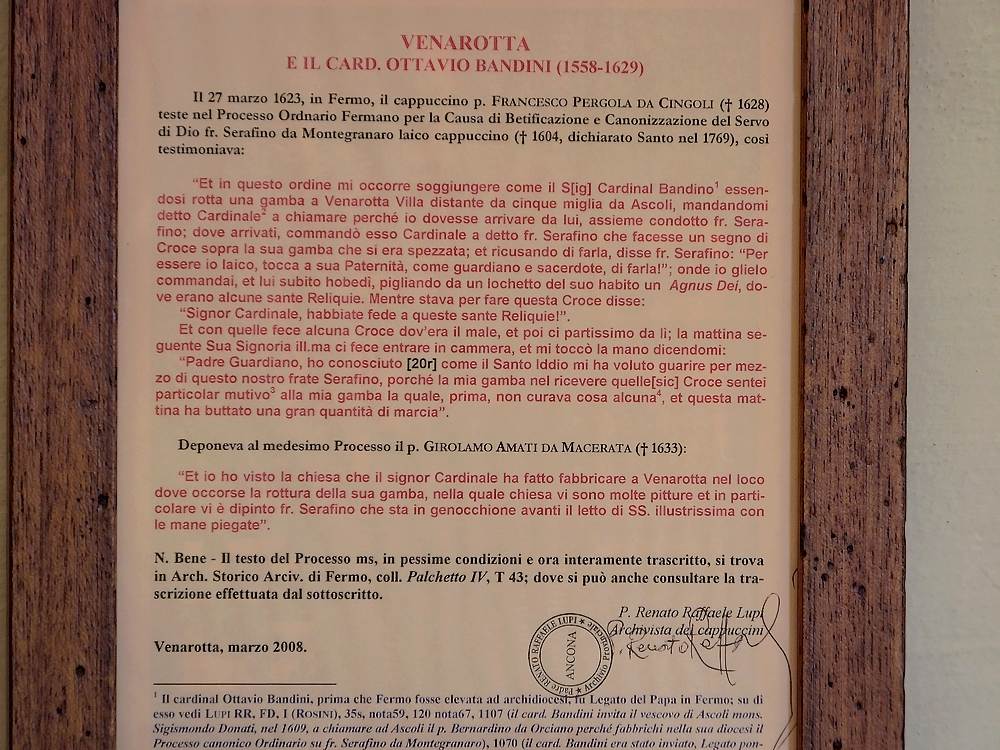 VENAROTTA
E IL CARD. OTTAVIO BANDINI (1558-1629)
Il 27 marzo 1623, in Fermo, il cappuccino p. FRANCESCO PERGOLA DA CINGOLI († 1628)
teste nel Processo Ordnario Fermano per la Causa di Betificazione e Canonizzazione del Servo
di Dio fr. Serafino da Montegranaro laico cappuccino († 1604, dichiarato Santo nel 1769), così
testimoniava:
“Et in questo ordine mi occorre soggiungere come il S[ig] Cardinal Bandino¹ essen-
dosi rotta una gamba a Venarotta Villa distante da cinque miglia da Ascoli, mandandomi
detto Cardinale² a chiamare perché io dovesse arrivare da lui, assieme condotto fr. Sera-
fino; dove arrivati, commandò esso Cardinale a detto fr. Serafino che facesse un segno di
Croce sopra la sua gamba che si era spezzata; et ricusando di farla, disse fr. Serafino: “Per
essere io laico, tocca a sua Paternità, come guardiano e sacerdote, di farla!”; onde io glielo
commandai, et lui subito hobedì, pigliando da un lochetto del suo habito un Agnus Dei, do-
ve erano alcune sante Reliquie. Mentre stava per fare questa Croce disse:
“Signor Cardinale, habbiate fede a queste sante Reliquie!”.
Et con quelle fece alcuna Croce dov'era il male, et poi ci partissimo da lì; la mattina se-
guente Sua Signoria ill.ma ci fece entrare in cammera, et mi toccò la mano dicendomi:
“Padre Guardiano, ho conosciuto [20r] come il Santo Iddio mi ha voluto guarire per mez-
zo di questo nostro frate Serafino, porché la mia gamba nel ricevere quelle[sic] Croce sentei
particolar mutivo³ alla mia gamba la quale, prima, non curava cosa alcuna⁴, et questa mat-
tina ha buttato una gran quantità di marcia”.
Deponeva al medesimo Processo il p. GIROLAMO AMATI DA MACERATA († 1633):
“Et io ho visto la chiesa che il signor Cardinale ha fatto fabbricare a Venarotta nel loco
dove occorse la rottura della sua gamba, nella quale chiesa vi sono molte pitture et in parti-
colare vi è dipinto fr. Serafino che sta in genocchione avanti il letto di SS. illustrissima con
le mane piegate”.
N. Bene - Il testo del Processo ms, in pessime condizioni e ora interamente trascritto, si trova
in Arch. Storico Arciv. di Fermo, coll. Palchetto IV, T 43; dove si può anche consultare la tra-
scrizione effettuata dal sottoscritto.
P. Renato Raffaele Lupi
Archivista dei cappuccini
Padre RENATO RAFFAELE LUPI ★ Archivio Provinciale ★
ANCONA
Venarotta, marzo 2008.
¹ Il cardinal Ottavio Bandini, prima che Fermo fosse elevata ad archidiocesi, fu Legato del Papa in Fermo; su di
esso vedi LUPI RR, FD, I (ROSINI), 35s, nota59, 120 nota67, 1107 (il card. Bandini invita il vescovo di Ascoli mons.
Sigismondo Donati, nel 1609, a chiamare ad Ascoli il p. Bernardino da Orciano perché fabbrichi nella sua diocesi il
Processo canonico Ordinario su fr. Serafino da Montegranaro), 1070 (il card. Bandini era stato inviato, Legato pon-